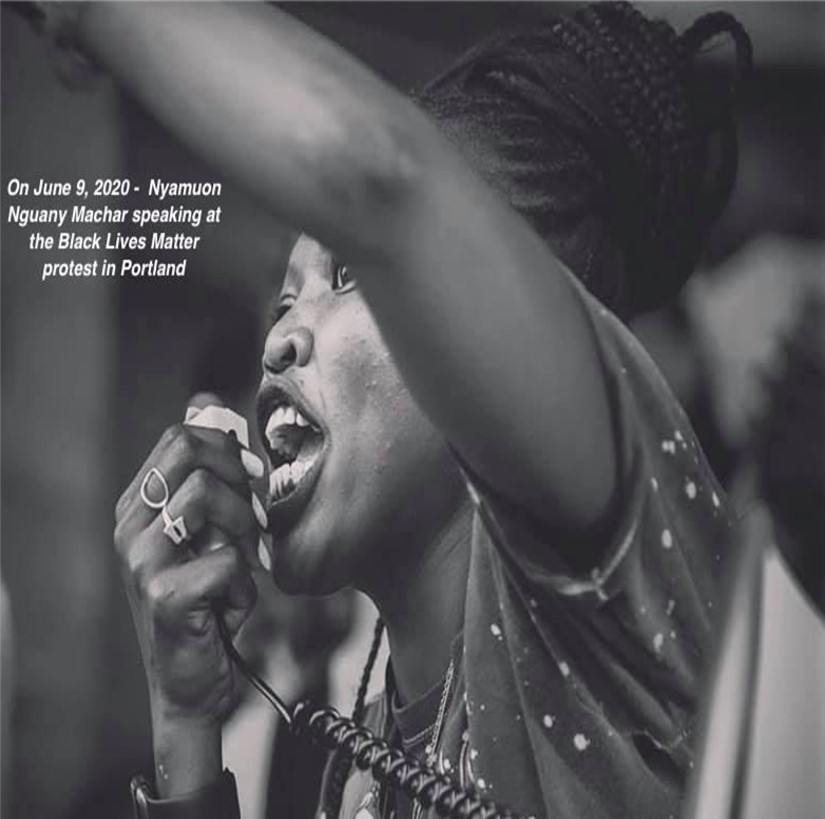 On June 9, 2020 - Nyamuon
Nguany Machar speaking at
the Black Lives Matter
protest in Portland